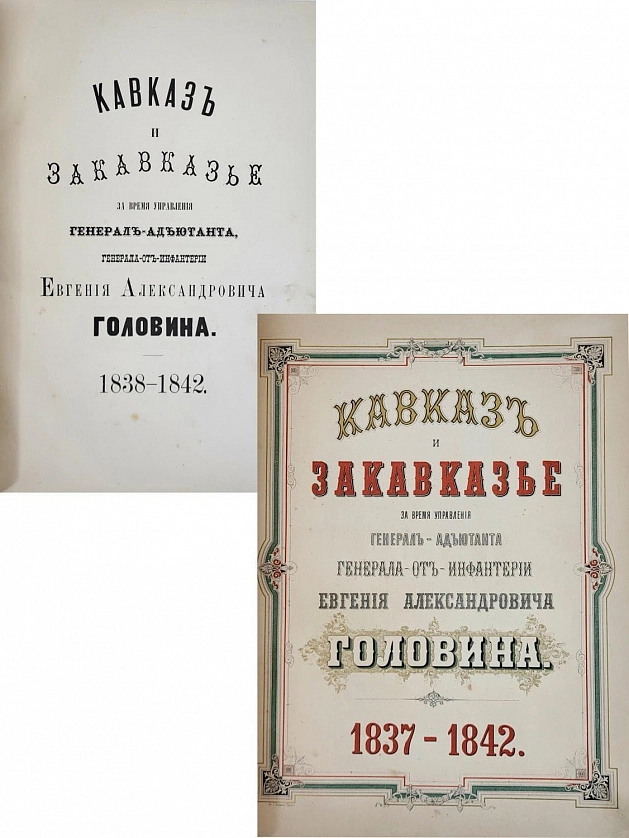 КАВКАЗЪ
И
ЗАКАВКАЗЬЕ
ЗА ВРЕМЯ УПРАВЛЕНІЯ
ГЕНЕРАЛЪ-АДЪЮТАНТА,
ГЕНЕРАЛА-ОТЪ-ИНФАНТЕРІИ
ЕВГЕНІЯ АЛЕКСАНДРОВИЧА
ГОЛОВИНА.
1838–1842.
КАВКАЗЪ
И
ЗАКАВКАЗЬЕ
ЗА ВРЕМЯ УПРАВЛЕНІЯ
ГЕНЕРАЛЪ-АДЪЮТАНТА
ГЕНЕРАЛА-ОТЪ-ИНФАНТЕРІИ
ЕВГЕНІЯ АЛЕКСАНДРОВИЧА
ГОЛОВИНА.
1837-1842.